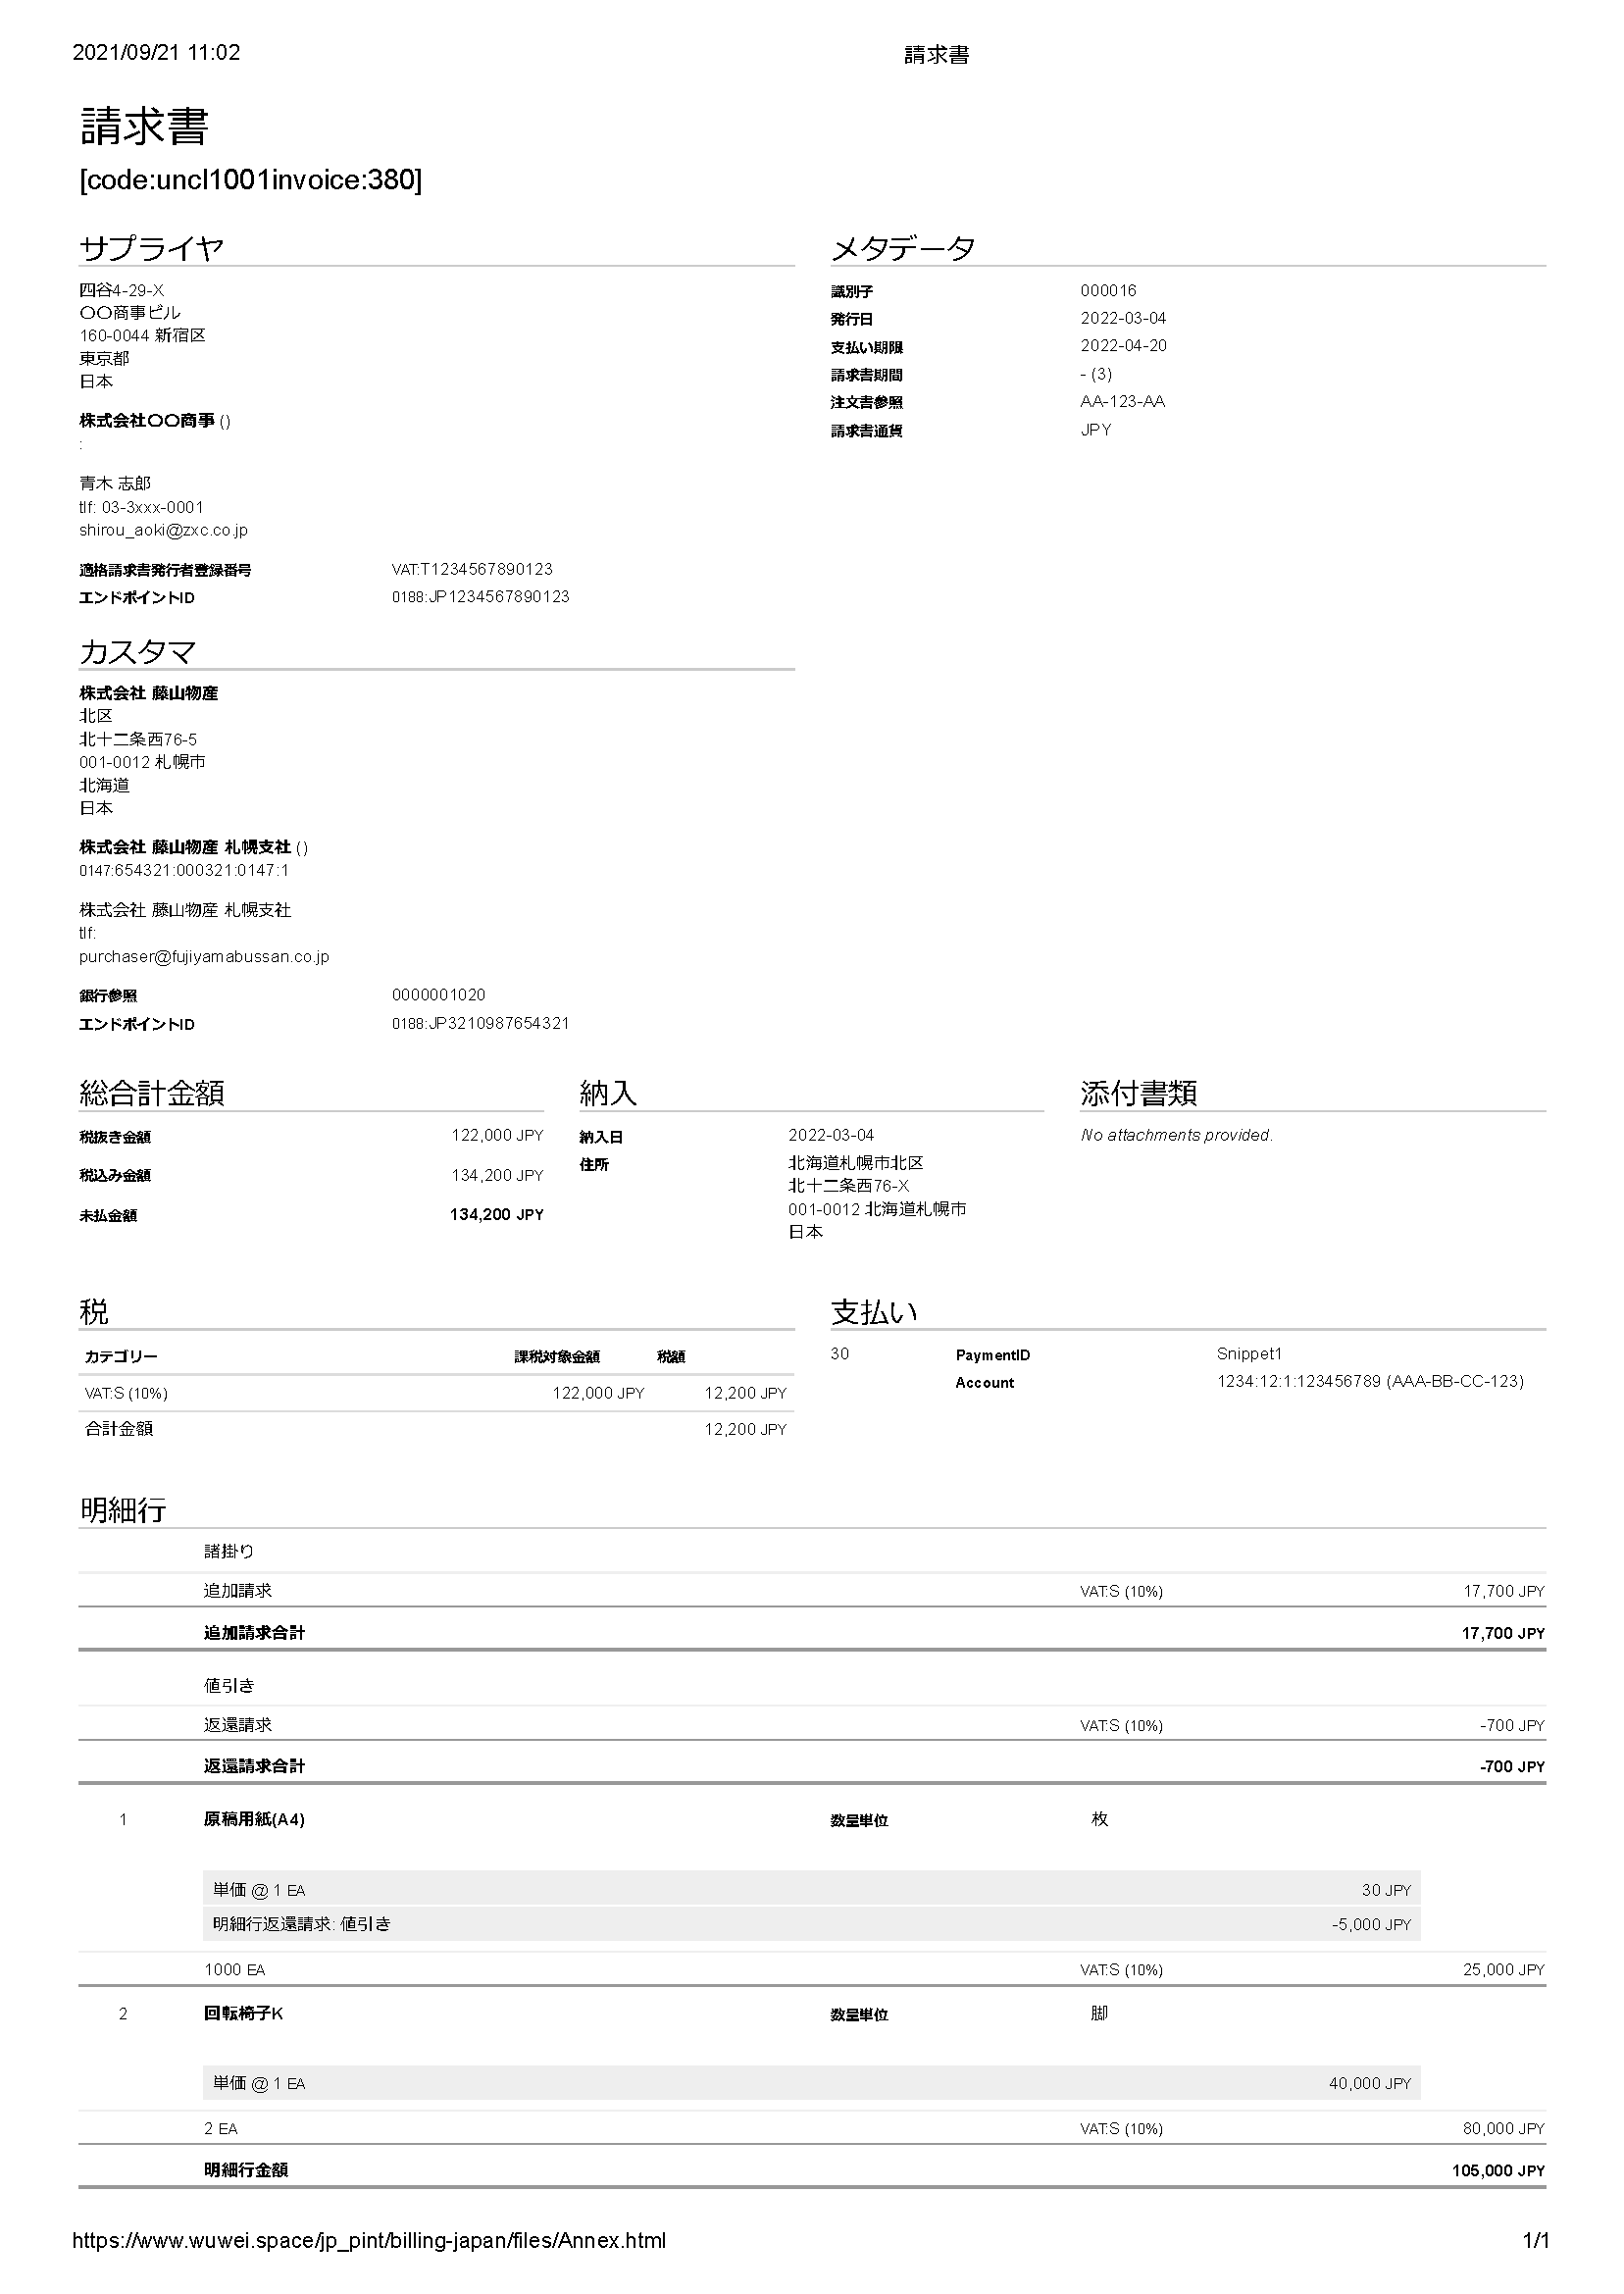 2021/09/21 11:02 請求書
請求書
[code:uncl1001invoice:380]
サプライヤ
四谷4-29-X
〇〇商事ビル
160-0044 新宿区
東京都
日本
株式会社〇〇商事 ()
:
青木 志郎
tlf: 03-3xxx-0001
shirou_aoki@zxc.co.jp
適格請求書発行者登録番号 VAT:T1234567890123
エンドポイントID 0188:JP1234567890123
メタデータ
識別子 000016
発行日 2022-03-04
支払い期限 2022-04-20
請求書期間 - (3)
注文書参照 AA-123-AA
請求書通貨 JPY
カスタマ
株式会社 藤山物産
北区
北十二条西76-5
001-0012 札幌市
北海道
日本
株式会社 藤山物産 札幌支社 ()
0147:654321:000321:0147:1
株式会社 藤山物産 札幌支社
tlf:
purchaser@fujiyamabussan.co.jp
銀行参照 0000001020
エンドポイントID 0188:JP3210987654321
総合計金額
税抜き金額 122,000 JPY
税込み金額 134,200 JPY
未払金額 134,200 JPY
納入
納入日 2022-03-04
住所 北海道札幌市北区
北十二条西76-X
001-0012 北海道札幌市
日本
添付書類
No attachments provided.
税
カテゴリー 課税対象金額 税額
VAT:S (10%) 122,000 JPY 12,200 JPY
合計金額 12,200 JPY
支払い
30 PaymentID Snippet1
Account 1234:12:1:123456789 (AAA-BB-CC-123)
明細行
諸掛り
追加請求 VAT:S (10%) 17,700 JPY
追加請求合計 17,700 JPY
値引き
返還請求 VAT:S (10%) -700 JPY
返還請求合計 -700 JPY
1 原稿用紙(A4) 数量単位 枚
単価 @ 1 EA 30 JPY
明細行返還請求: 値引き -5,000 JPY
1000 EA VAT:S (10%) 25,000 JPY
2 回転椅子K 数量単位 脚
単価 @ 1 EA 40,000 JPY
2 EA VAT:S (10%) 80,000 JPY
明細行金額 105,000 JPY
https://www.wuwei.space/jp_pint/billing-japan/files/Annex.html 1/1